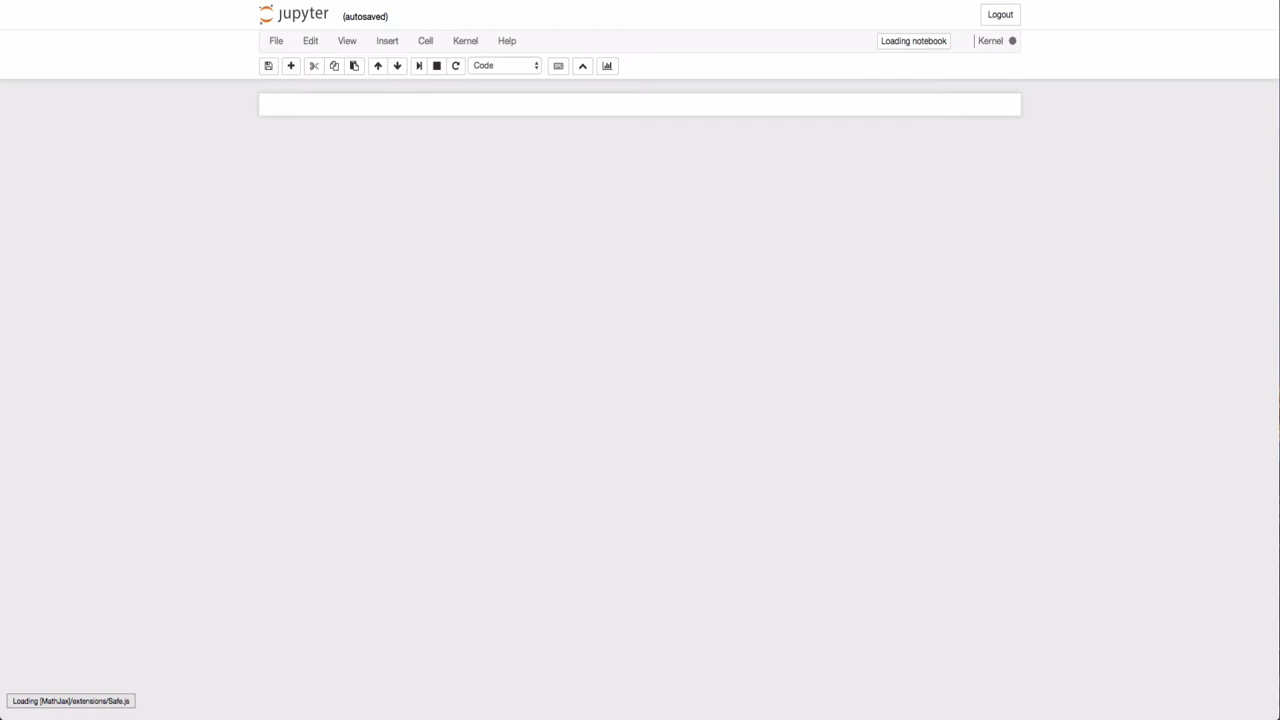 jupyter (autosaved) Logout
File Edit View Insert Cell Kernel Help Loading notebook Kernel
Code
Loading [MathJax]/extensions/Safe.js